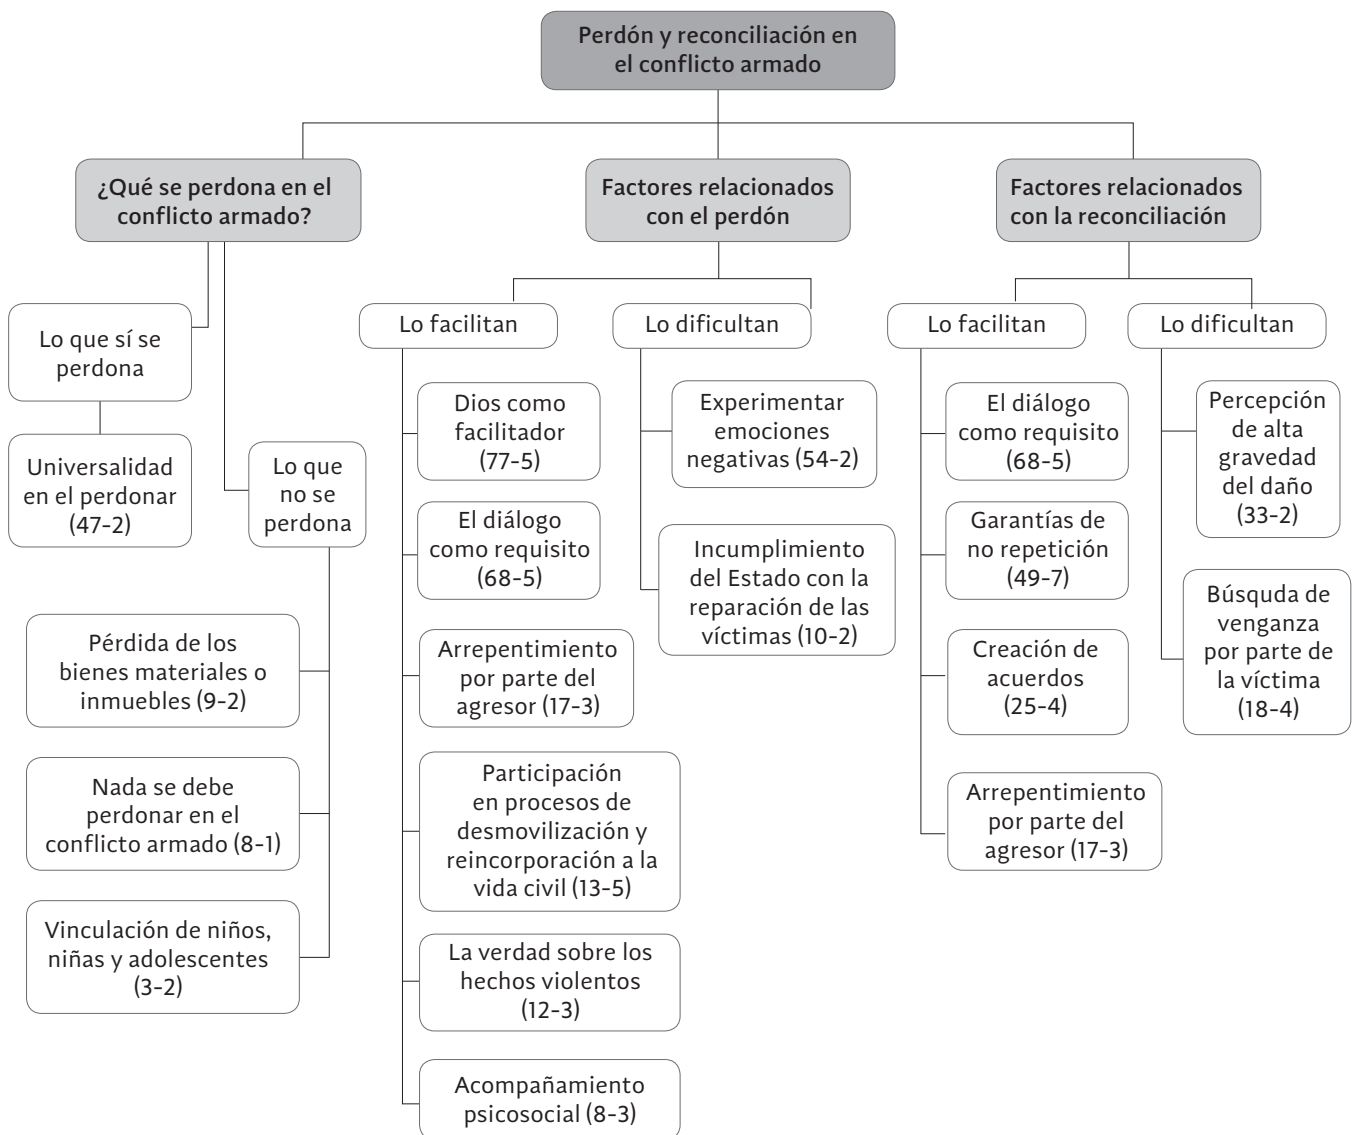 Perdón y reconciliación en
el conflicto armado
¿Qué se perdona en el
conflicto armado?
Lo que sí se
perdona
Universalidad
en el perdonar
(47-2)
Lo que
no se
perdona
Pérdida de los
bienes materiales o
inmuebles (9-2)
Nada se debe
perdonar en el
conflicto armado (8-1)
Vinculación de niños,
niñas y adolescentes
(3-2)
Factores relacionados
con el perdón
Lo facilitan
Dios como
facilitador
(77-5)
El diálogo
como requisito
(68-5)
Arrepentimiento
por parte del
agresor (17-3)
Participación
en procesos de
desmovilización y
reincorporación a la
vida civil (13-5)
La verdad sobre los
hechos violentos
(12-3)
Acompañamiento
psicosocial (8-3)
Lo dificultan
Experimentar
emociones
negativas (54-2)
Incumplimiento
del Estado con la
reparación de las
víctimas (10-2)
Factores relacionados
con la reconciliación
Lo facilitan
El diálogo
como requisito
(68-5)
Garantías de
no repetición
(49-7)
Creación de
acuerdos
(25-4)
Arrepentimiento
por parte del
agresor (17-3)
Lo dificultan
Percepción
de alta
gravedad
del daño
(33-2)
Búsquda de
venganza
por parte de
la víctima
(18-4)